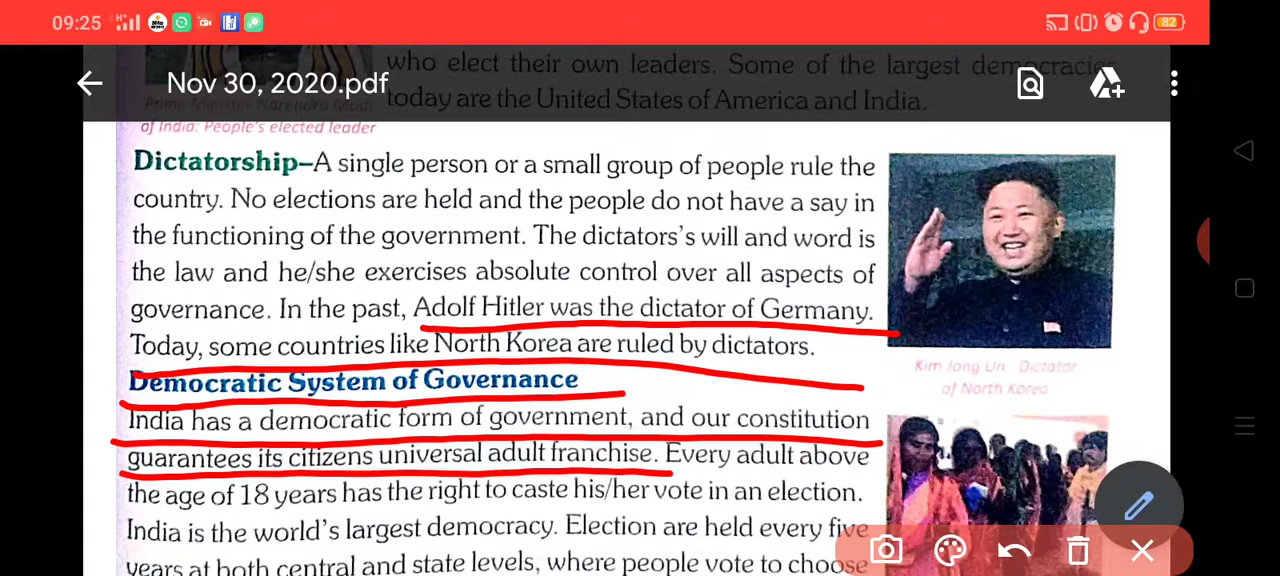 09:25
H+
82
Nov 30, 2020.pdf
who elect their own leaders. Some of the largest democracies
today are the United States of America and India.
Prime Minister Narendra Modi
of India: People's elected leader
Dictatorship–A single person or a small group of people rule the
country. No elections are held and the people do not have a say in
the functioning of the government. The dictators's will and word is
the law and he/she exercises absolute control over all aspects of
governance. In the past, Adolf Hitler was the dictator of Germany.
Today, some countries like North Korea are ruled by dictators.
Kim Jong Un Dictator
of North Korea
Democratic System of Governance
India has a democratic form of government, and our constitution
guarantees its citizens universal adult franchise. Every adult above
the age of 18 years has the right to caste his/her vote in an election.
India is the world's largest democracy. Election are held every five
years at both central and state levels, where people vote to choose